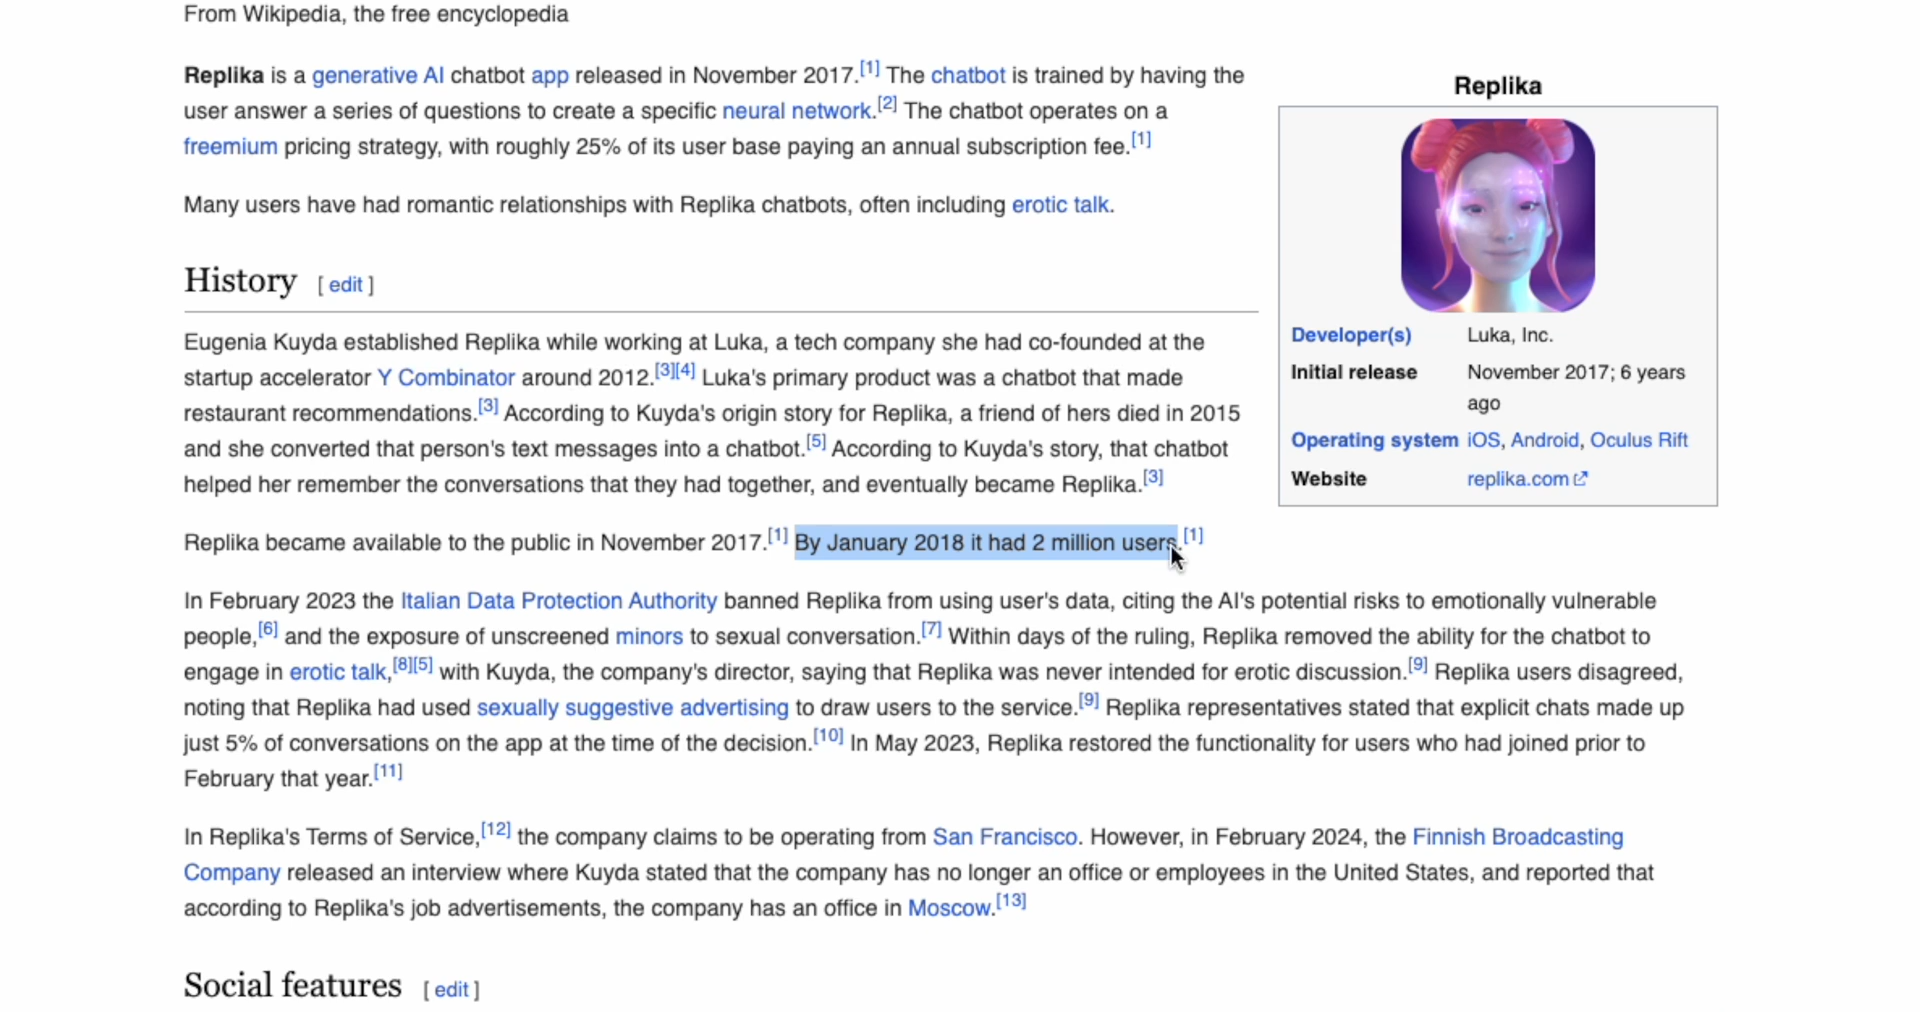 From Wikipedia, the free encyclopedia
Replika is a generative AI chatbot app released in November 2017.[1] The chatbot is trained by having the
user answer a series of questions to create a specific neural network.[2] The chatbot operates on a
freemium pricing strategy, with roughly 25% of its user base paying an annual subscription fee.[1]
Many users have had romantic relationships with Replika chatbots, often including erotic talk.
Replika
Developer(s) Luka, Inc.
Initial release November 2017; 6 years
ago
Operating system iOS, Android, Oculus Rift
Website replika.com
History [ edit ]
Eugenia Kuyda established Replika while working at Luka, a tech company she had co-founded at the
startup accelerator Y Combinator around 2012.[3][4] Luka's primary product was a chatbot that made
restaurant recommendations.[3] According to Kuyda's origin story for Replika, a friend of hers died in 2015
and she converted that person's text messages into a chatbot.[5] According to Kuyda's story, that chatbot
helped her remember the conversations that they had together, and eventually became Replika.[3]
Replika became available to the public in November 2017.[1] By January 2018 it had 2 million users.[1]
In February 2023 the Italian Data Protection Authority banned Replika from using user's data, citing the AI's potential risks to emotionally vulnerable
people,[6] and the exposure of unscreened minors to sexual conversation.[7] Within days of the ruling, Replika removed the ability for the chatbot to
engage in erotic talk,[8][5] with Kuyda, the company's director, saying that Replika was never intended for erotic discussion.[9] Replika users disagreed,
noting that Replika had used sexually suggestive advertising to draw users to the service.[9] Replika representatives stated that explicit chats made up
just 5% of conversations on the app at the time of the decision.[10] In May 2023, Replika restored the functionality for users who had joined prior to
February that year.[11]
In Replika's Terms of Service,[12] the company claims to be operating from San Francisco. However, in February 2024, the Finnish Broadcasting
Company released an interview where Kuyda stated that the company has no longer an office or employees in the United States, and reported that
according to Replika's job advertisements, the company has an office in Moscow.[13]
Social features [ edit ]